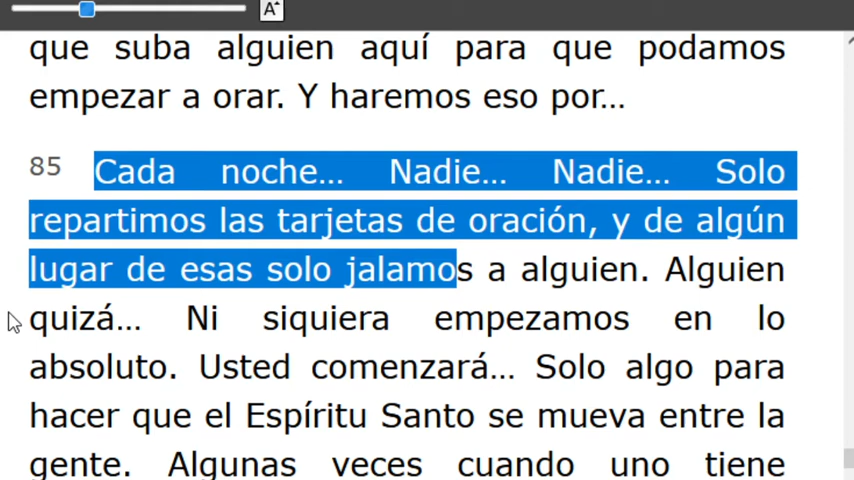 A
que suba alguien aquí para que podamos
empezar a orar. Y haremos eso por...
85 Cada noche... Nadie... Nadie... Solo
repartimos las tarjetas de oración, y de algún
lugar de esas solo jalamos a alguien. Alguien
quizá... Ni siquiera empezamos en lo
absoluto. Usted comenzará... Solo algo para
hacer que el Espíritu Santo se mueva entre la
gente. Algunas veces cuando uno tiene